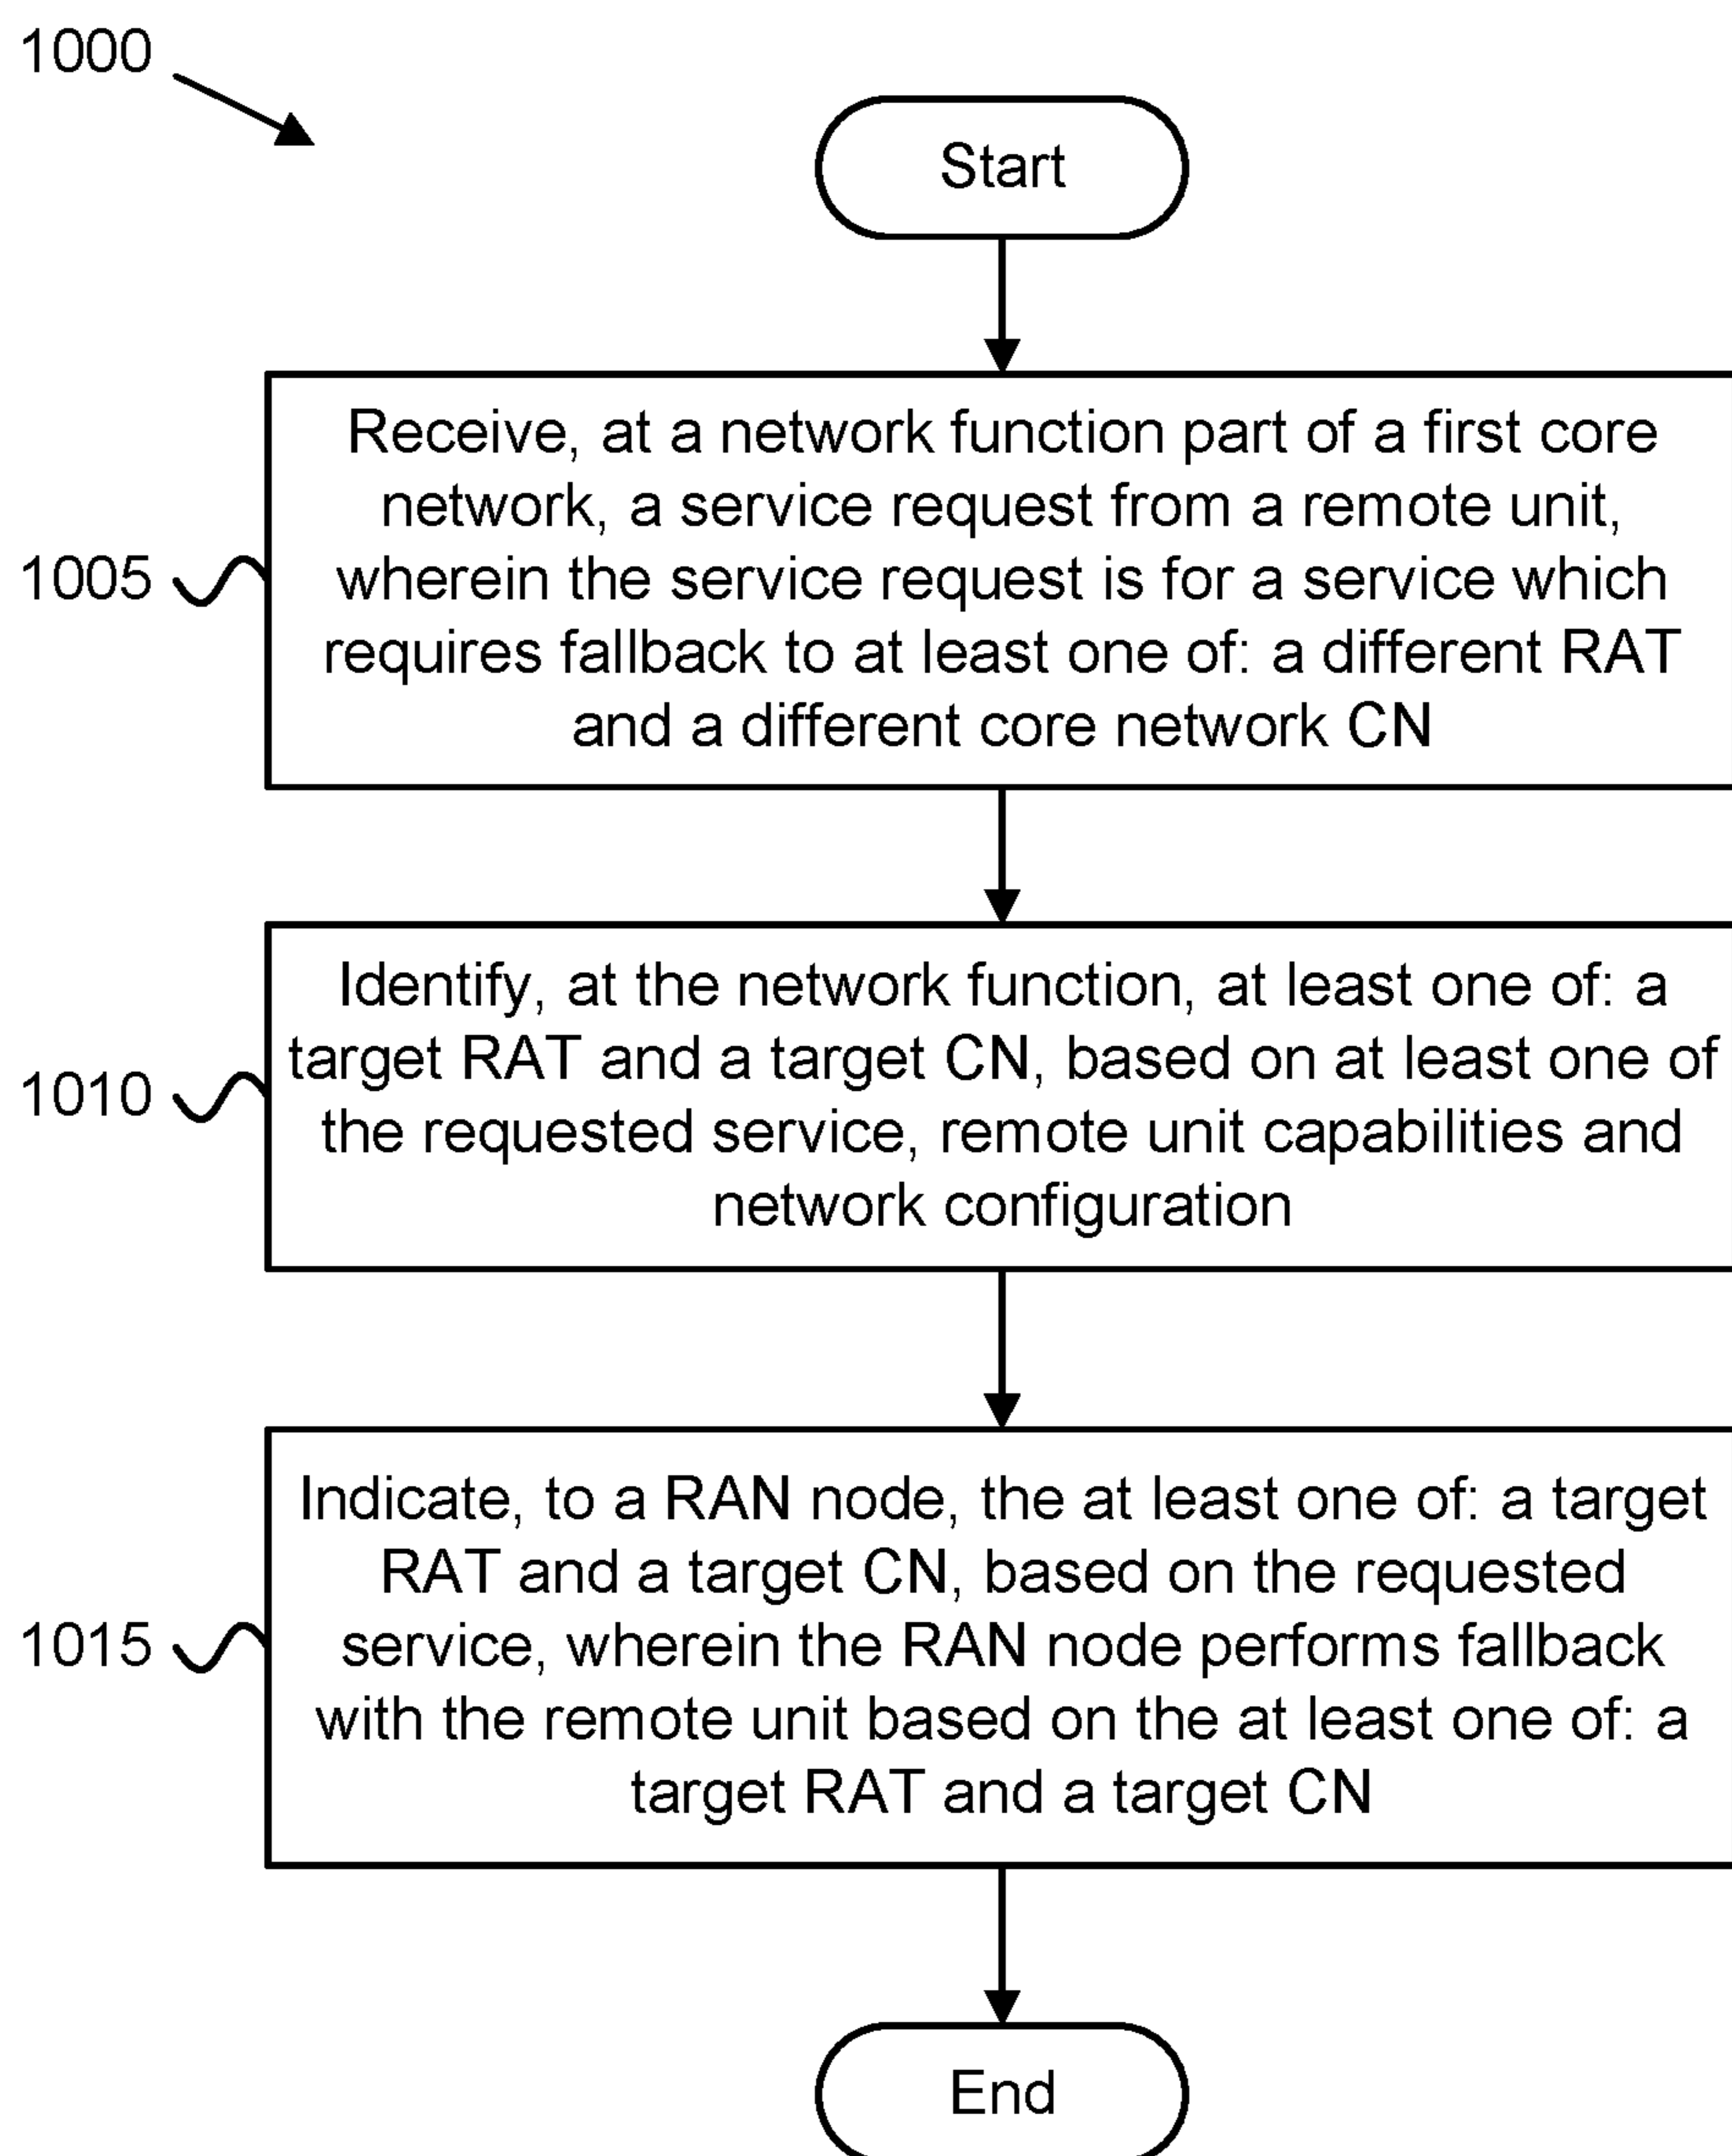 1000
Start
Receive, at a network function part of a first core
network, a service request from a remote unit,
wherein the service request is for a service which
requires fallback to at least one of: a different RAT
and a different core network CN
1005
Identify, at the network function, at least one of: a
target RAT and a target CN, based on at least one of
the requested service, remote unit capabilities and
network configuration
1010
Indicate, to a RAN node, the at least one of: a target
RAT and a target CN, based on the requested
service, wherein the RAN node performs fallback
with the remote unit based on the at least one of: a
target RAT and a target CN
1015
End